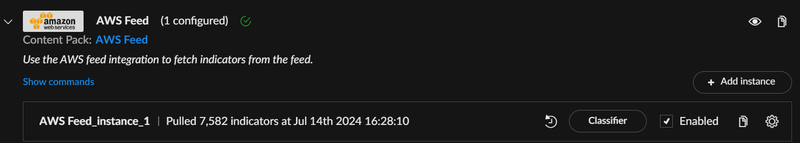 amazon
webservices
AWS Feed (1 configured)
Content Pack: AWS Feed
Use the AWS feed integration to fetch indicators from the feed.
Show commands
+ Add instance
AWS Feed_instance_1 | Pulled 7,582 indicators at Jul 14th 2024 16:28:10
Classifier
Enabled